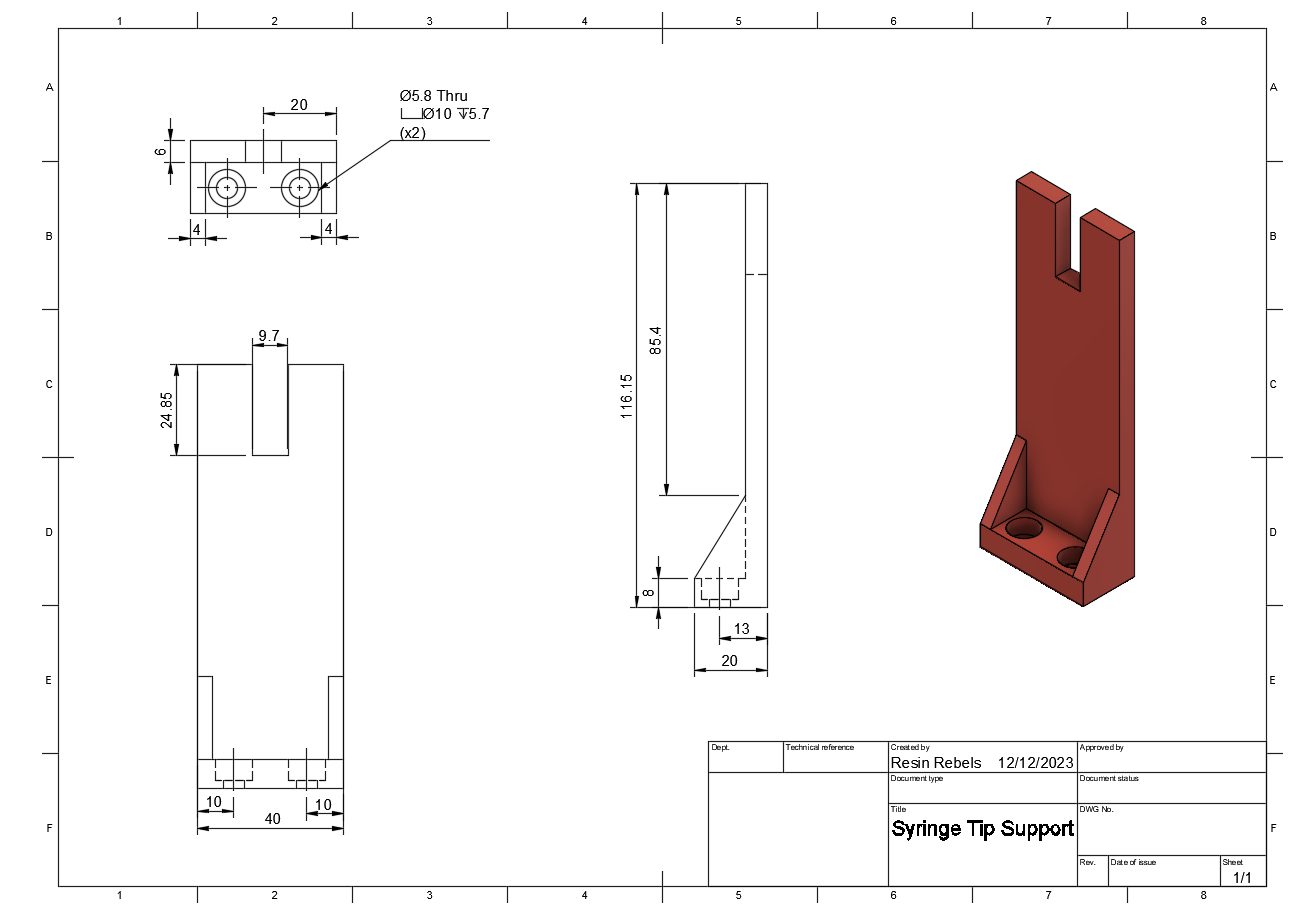 1 2 3 4 5 6 7 8
A A
Ø5.8 Thru
⌴Ø10 ↧5.7
(x2)
20
6
4 4
B B
9.7
24.85
C C
85.4
116.15
D D
8
13
20
E E
10 10
40
F F
Dept. Technical reference Created by Approved by
Resin Rebels 12/12/2023
Document type Document status
Title DWG No.
Syringe Tip Support
Rev. Date of issue Sheet
1/1
1 2 3 4 5 6 7 8